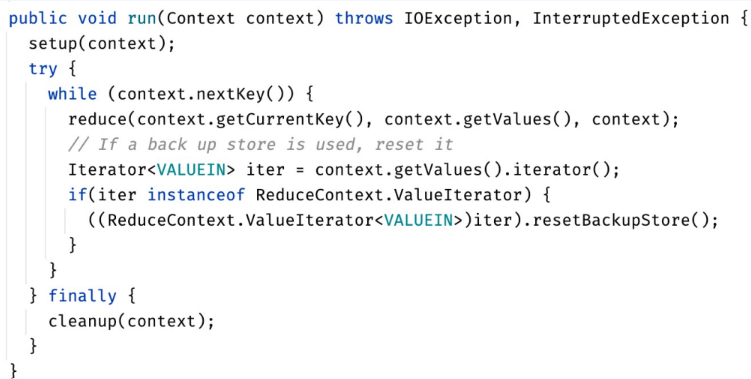 public void run(Context context) throws IOException, InterruptedException {
setup(context);
try {
while (context.nextKey()) {
reduce(context.getCurrentKey(), context.getValues(), context);
// If a back up store is used, reset it
Iterator<VALUEIN> iter = context.getValues().iterator();
if(iter instanceof ReduceContext.ValueIterator) {
((ReduceContext.ValueIterator<VALUEIN>)iter).resetBackupStore();
}
}
} finally {
cleanup(context);
}
}